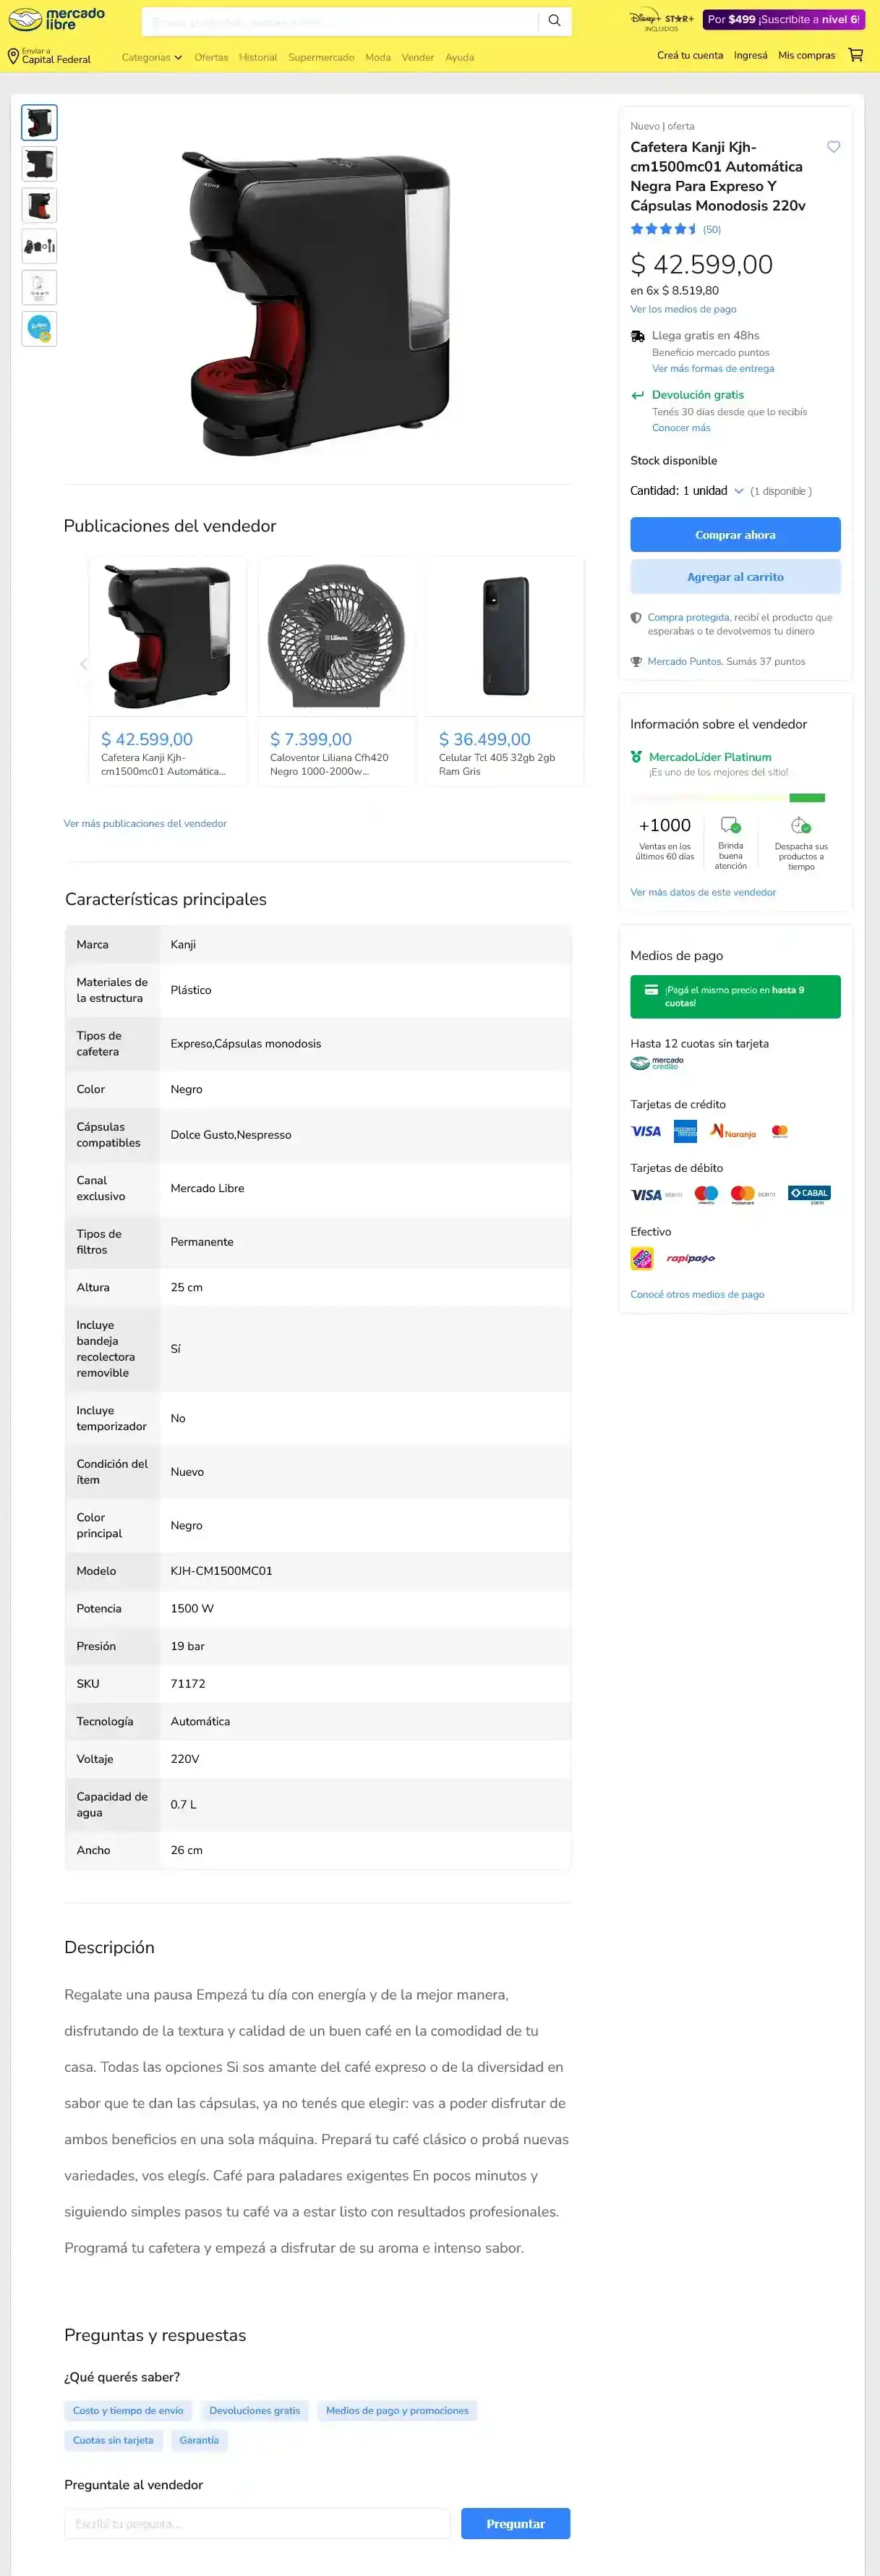 mercado
libre
Por $499 ¡Suscribite a nivel 6!
Disney+ STAR+
INCLUIDOS
Enviar a
Capital Federal
Categorías Ofertas Historial Supermercado Moda Vender Ayuda
Creá tu cuenta Ingresá Mis compras
Nuevo | oferta
Cafetera Kanji Kjh-
cm1500mc01 Automática
Negra Para Expreso Y
Cápsulas Monodosis 220v
(50)
$ 42.599,00
en 6x $ 8.519,80
Ver los medios de pago
Llega gratis en 48hs
Beneficio mercado puntos
Ver más formas de entrega
Devolución gratis
Tenés 30 días desde que lo recibís
Conocer más
Stock disponible
Cantidad: 1 unidad (1 disponible )
Comprar ahora
Agregar al carrito
Compra protegida, recibí el producto que
esperabas o te devolvemos tu dinero
Mercado Puntos. Sumás 37 puntos
Publicaciones del vendedor
Liliana
$ 42.599,00
Cafetera Kanji Kjh-
cm1500mc01 Automática...
$ 7.399,00
Caloventor Liliana Cfh420
Negro 1000-2000w...
$ 36.499,00
Celular Tcl 405 32gb 2gb
Ram Gris
Ver más publicaciones del vendedor
Información sobre el vendedor
MercadoLíder Platinum
¡Es uno de los mejores del sitio!
+1000
Ventas en los
últimos 60 días
Brinda
buena
atención
Despacha sus
productos a
tiempo
Ver más datos de este vendedor
Medios de pago
¡Pagá el mismo precio en hasta 9
cuotas!
Hasta 12 cuotas sin tarjeta
mercado
crédito
Tarjetas de crédito
VISA Naranja
Tarjetas de débito
VISA DEBITO maestro mastercard DEBITO CABAL
Efectivo
rapipago
Conocé otros medios de pago
Características principales
Marca Kanji
Materiales de
la estructura Plástico
Tipos de
cafetera Expreso,Cápsulas monodosis
Color Negro
Cápsulas
compatibles Dolce Gusto,Nespresso
Canal
exclusivo Mercado Libre
Tipos de
filtros Permanente
Altura 25 cm
Incluye
bandeja
recolectora
removible Sí
Incluye
temporizador No
Condición del
ítem Nuevo
Color
principal Negro
Modelo KJH-CM1500MC01
Potencia 1500 W
Presión 19 bar
SKU 71172
Tecnología Automática
Voltaje 220V
Capacidad de
agua 0.7 L
Ancho 26 cm
Descripción
Regalate una pausa Empezá tu día con energía y de la mejor manera,
disfrutando de la textura y calidad de un buen café en la comodidad de tu
casa. Todas las opciones Si sos amante del café expreso o de la diversidad en
sabor que te dan las cápsulas, ya no tenés que elegir: vas a poder disfrutar de
ambos beneficios en una sola máquina. Prepará tu café clásico o probá nuevas
variedades, vos elegís. Café para paladares exigentes En pocos minutos y
siguiendo simples pasos tu café va a estar listo con resultados profesionales.
Programá tu cafetera y empezá a disfrutar de su aroma e intenso sabor.
Preguntas y respuestas
¿Qué querés saber?
Costo y tiempo de envío Devoluciones gratis Medios de pago y promociones
Cuotas sin tarjeta Garantía
Preguntale al vendedor
Escribí tu pregunta...
Preguntar